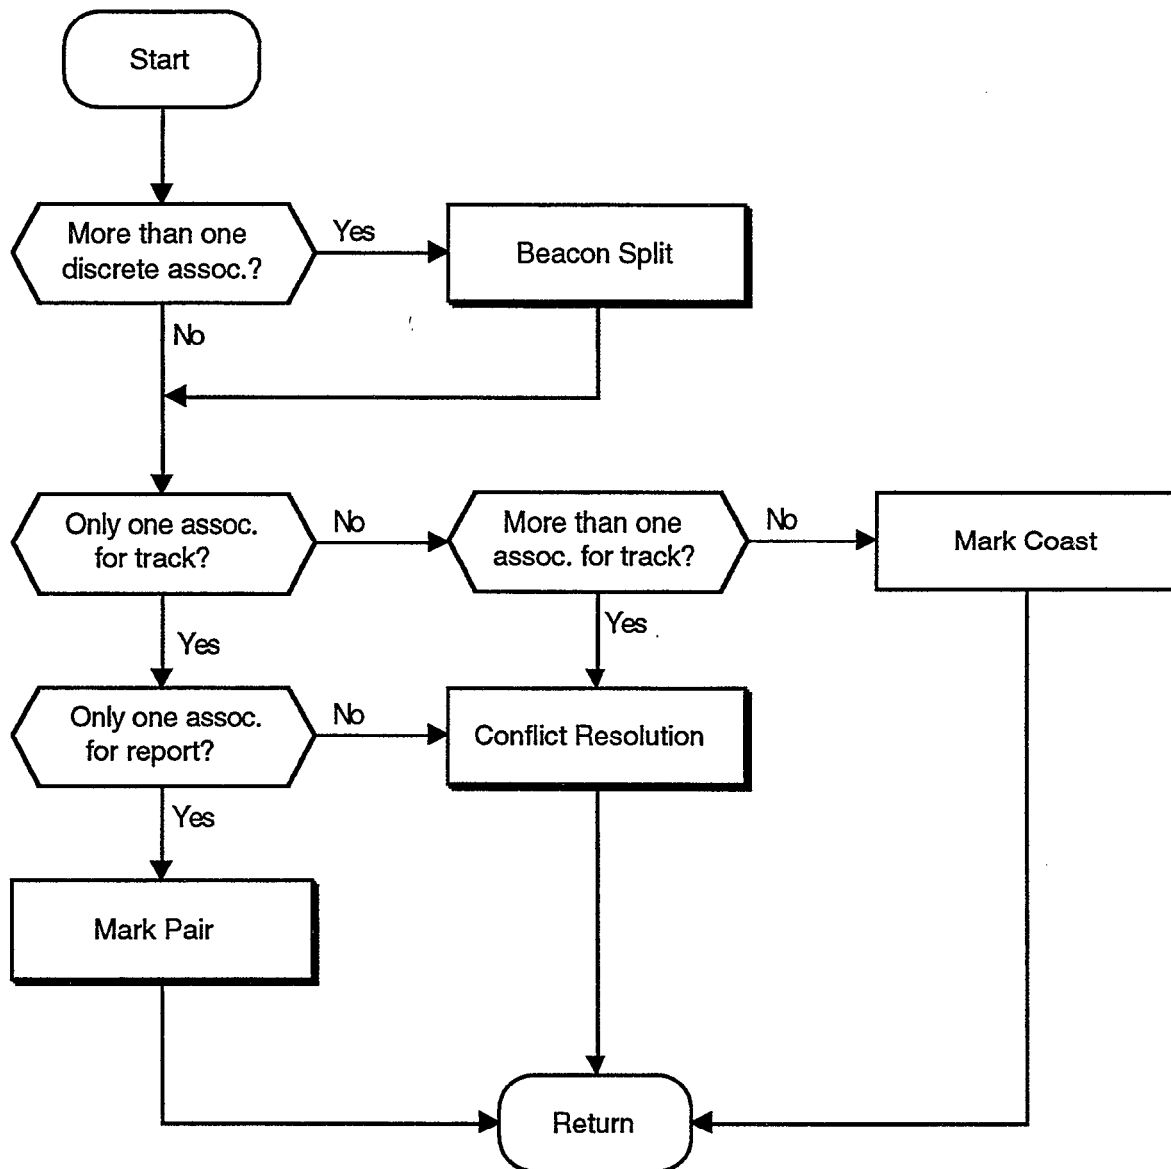 Start
More than one
discrete assoc.?
Yes
Beacon Split
No
Only one assoc.
for track?
No
More than one
assoc. for track?
No
Mark Coast
Yes
Yes
Only one assoc.
for report?
No
Conflict Resolution
Yes
Mark Pair
Return